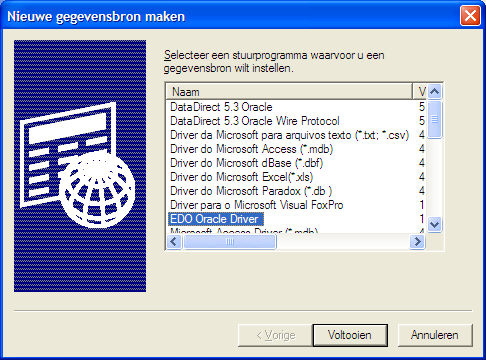 Nieuwe gegevensbron maken
Selecteer een stuurprogramma waarvoor u een
gegevensbron wilt instellen.
Naam V
DataDirect 5.3 Oracle 5
DataDirect 5.3 Oracle Wire Protocol 5
Driver da Microsoft para arquivos texto (*.txt; *.csv) 4
Driver do Microsoft Access (*.mdb) 4
Driver do Microsoft dBase (*.dbf) 4
Driver do Microsoft Excel(*.xls) 4
Driver do Microsoft Paradox (*.db ) 4
Driver para o Microsoft Visual FoxPro 1
EDO Oracle Driver 1
Microsoft Access Driver (*.mdb) 4
< Vorige Voltooien Annuleren